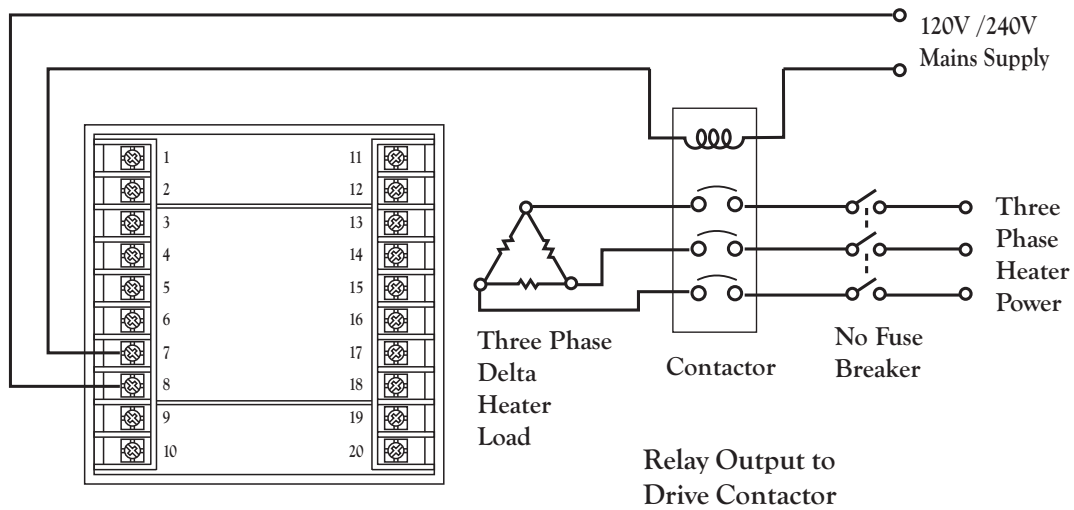 120V /240V
Mains Supply
1
2
3
4
5
6
7
8
9
10
11
12
13
14
15
16
17
18
19
20
Three Phase
Delta
Heater
Load
Contactor
No Fuse
Breaker
Three
Phase
Heater
Power
Relay Output to
Drive Contactor